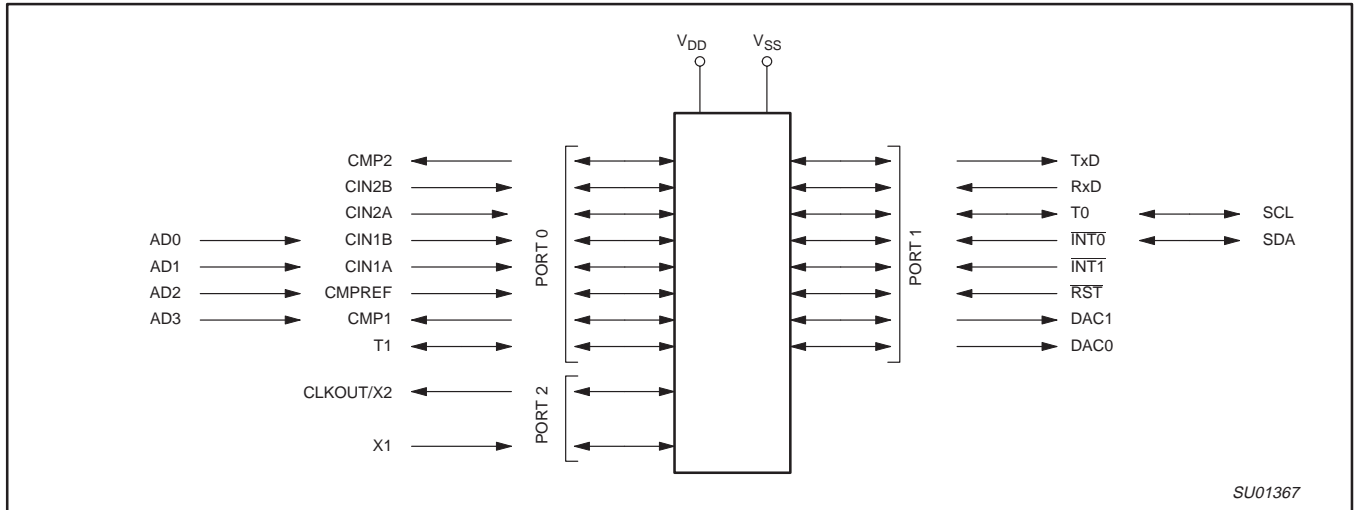 VDD VSS
CMP2 TxD
CIN2B RxD
CIN2A T0 SCL
AD0 CIN1B INT0 SDA
AD1 CIN1A INT1
AD2 CMPREF RST
AD3 CMP1 DAC1
T1 DAC0
PORT 0
PORT 1
CLKOUT/X2
PORT 2
X1
SU01367